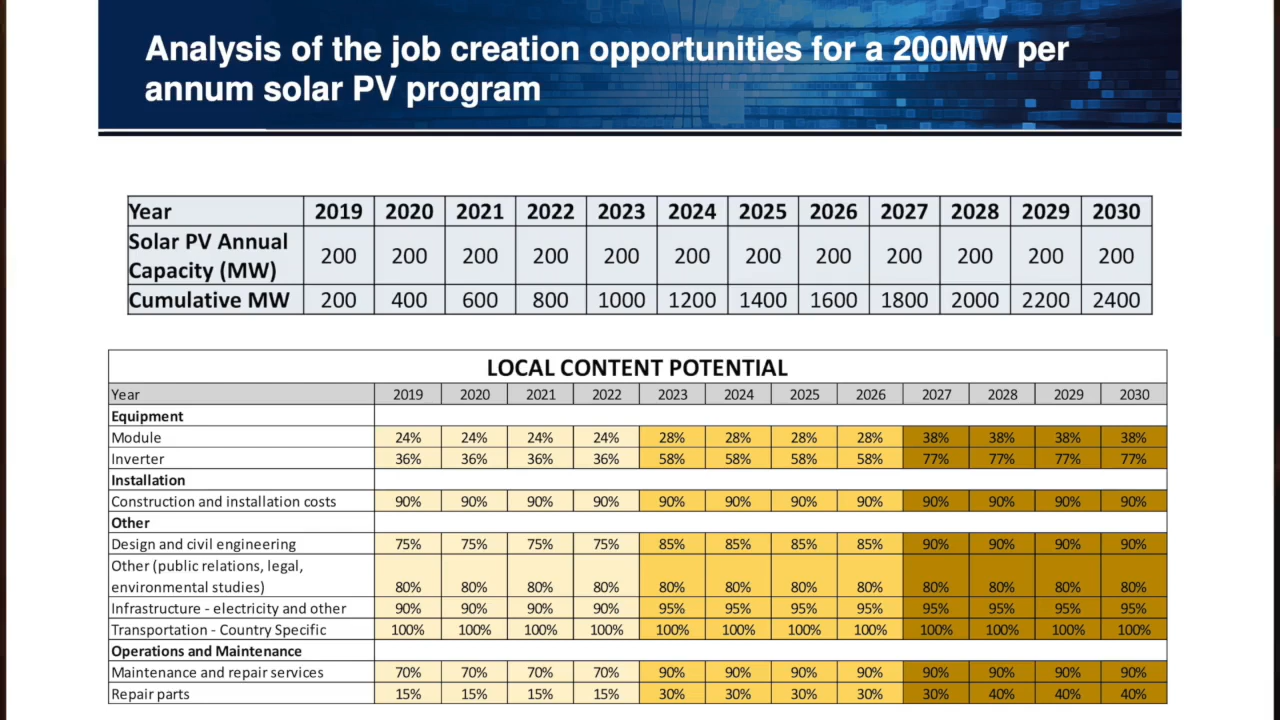 Analysis of the job creation opportunities for a 200MW per
annum solar PV program
Year 2019 2020 2021 2022 2023 2024 2025 2026 2027 2028 2029 2030
Solar PV Annual
Capacity (MW) 200 200 200 200 200 200 200 200 200 200 200 200
Cumulative MW 200 400 600 800 1000 1200 1400 1600 1800 2000 2200 2400
LOCAL CONTENT POTENTIAL
Year 2019 2020 2021 2022 2023 2024 2025 2026 2027 2028 2029 2030
Equipment
Module 24% 24% 24% 24% 28% 28% 28% 28% 38% 38% 38% 38%
Inverter 36% 36% 36% 36% 58% 58% 58% 58% 77% 77% 77% 77%
Installation
Construction and installation costs 90% 90% 90% 90% 90% 90% 90% 90% 90% 90% 90% 90%
Other
Design and civil engineering 75% 75% 75% 75% 85% 85% 85% 85% 90% 90% 90% 90%
Other (public relations, legal,
environmental studies) 80% 80% 80% 80% 80% 80% 80% 80% 80% 80% 80% 80%
Infrastructure - electricity and other 90% 90% 90% 90% 95% 95% 95% 95% 95% 95% 95% 95%
Transportation - Country Specific 100% 100% 100% 100% 100% 100% 100% 100% 100% 100% 100% 100%
Operations and Maintenance
Maintenance and repair services 70% 70% 70% 70% 90% 90% 90% 90% 90% 90% 90% 90%
Repair parts 15% 15% 15% 15% 30% 30% 30% 30% 30% 40% 40% 40%